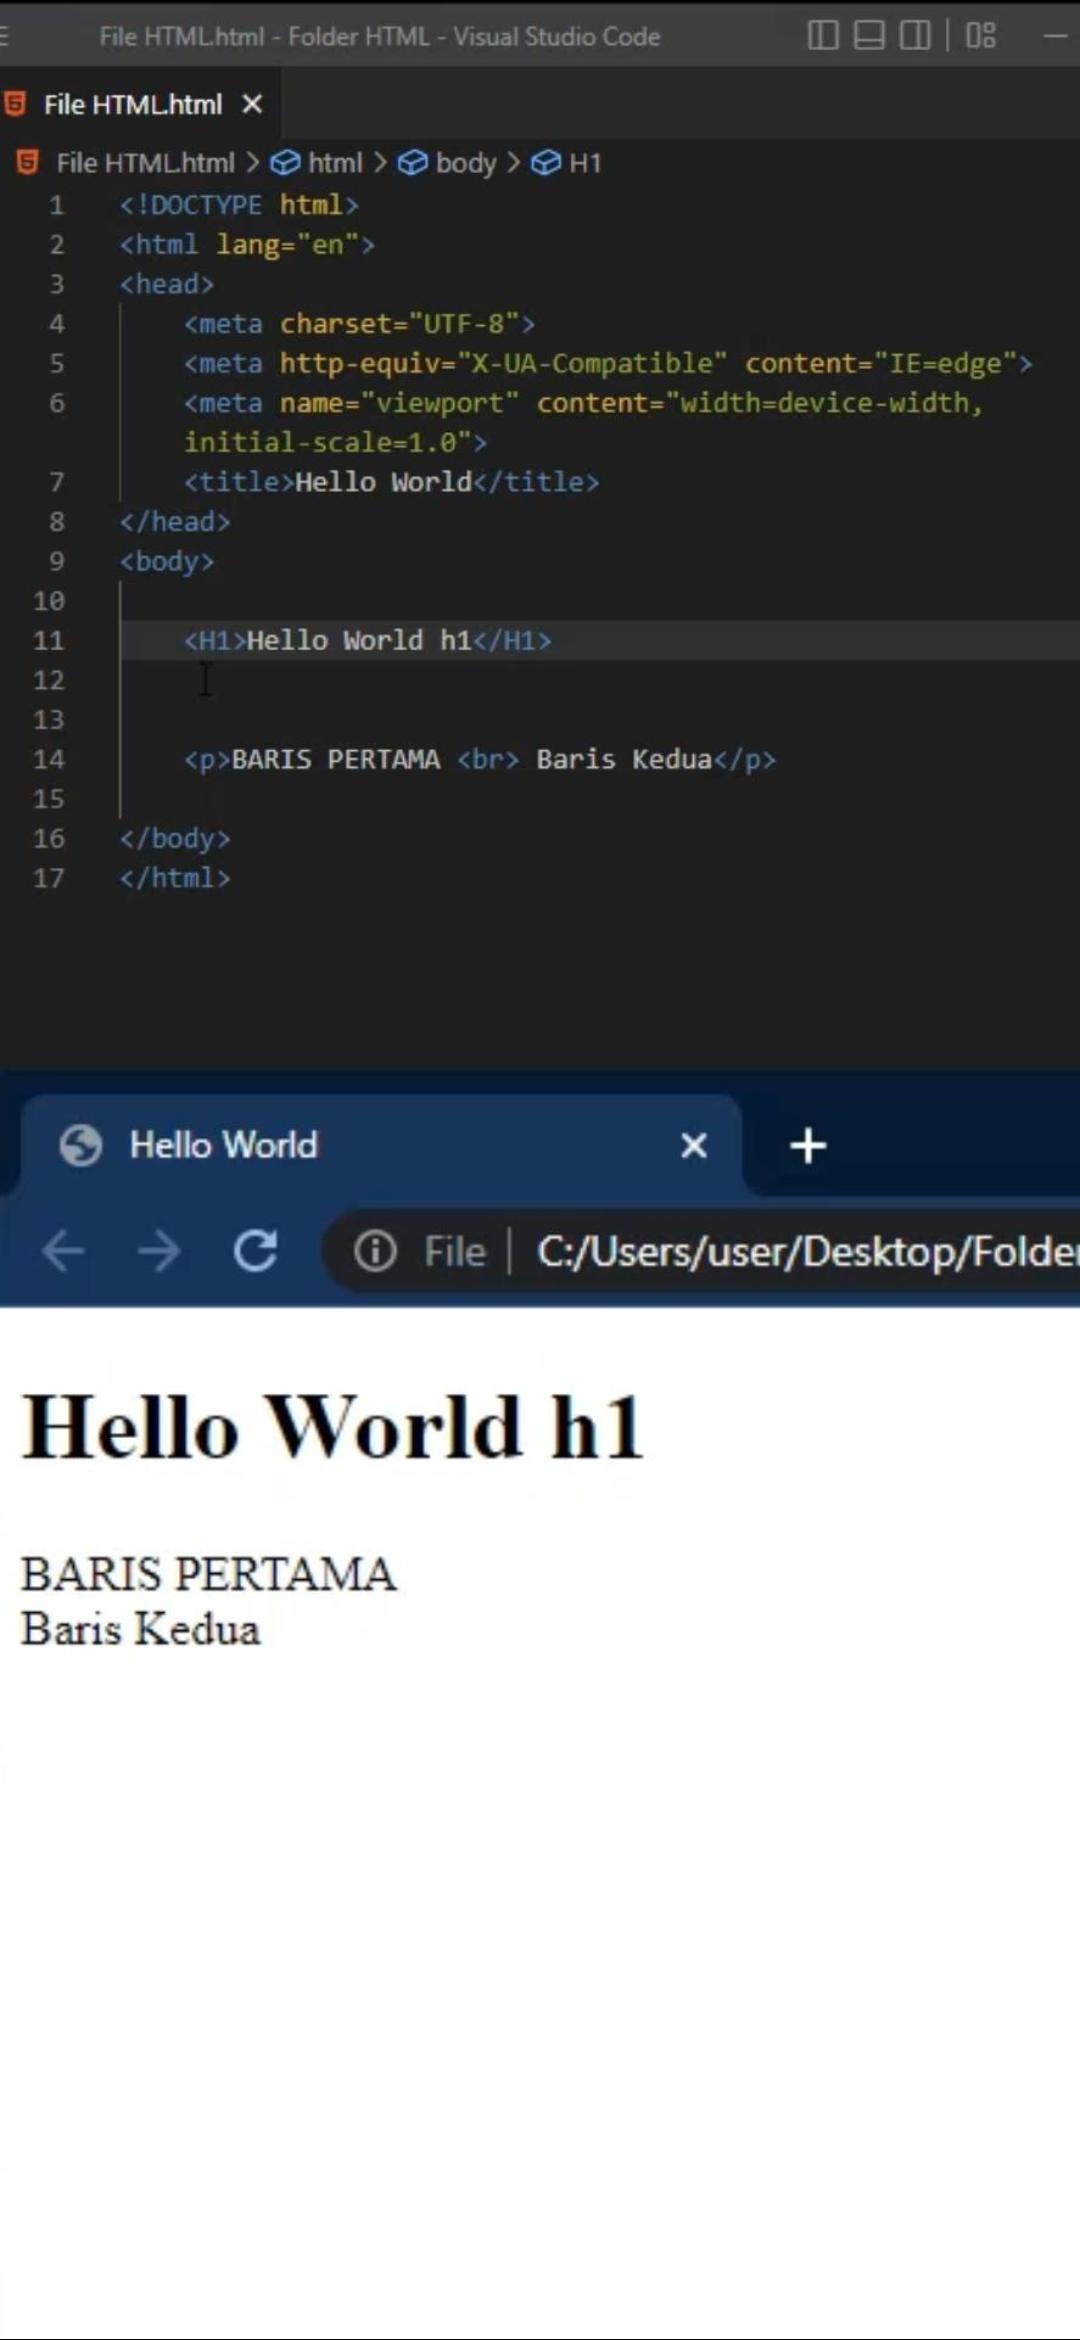 File HTML.html - Folder HTML - Visual Studio Code
File HTML.html
File HTML.html > html > body > H1
1 <!DOCTYPE html>
2 <html lang="en">
3 <head>
4 <meta charset="UTF-8">
5 <meta http-equiv="X-UA-Compatible" content="IE=edge">
6 <meta name="viewport" content="width=device-width,
initial-scale=1.0">
7 <title>Hello World</title>
8 </head>
9 <body>
10
11 <H1>Hello World h1</H1>
12
13
14 <p>BARIS PERTAMA <br> Baris Kedua</p>
15
16 </body>
17 </html>
Hello World
File | C:/Users/user/Desktop/Folder
Hello World h1
BARIS PERTAMA
Baris Kedua